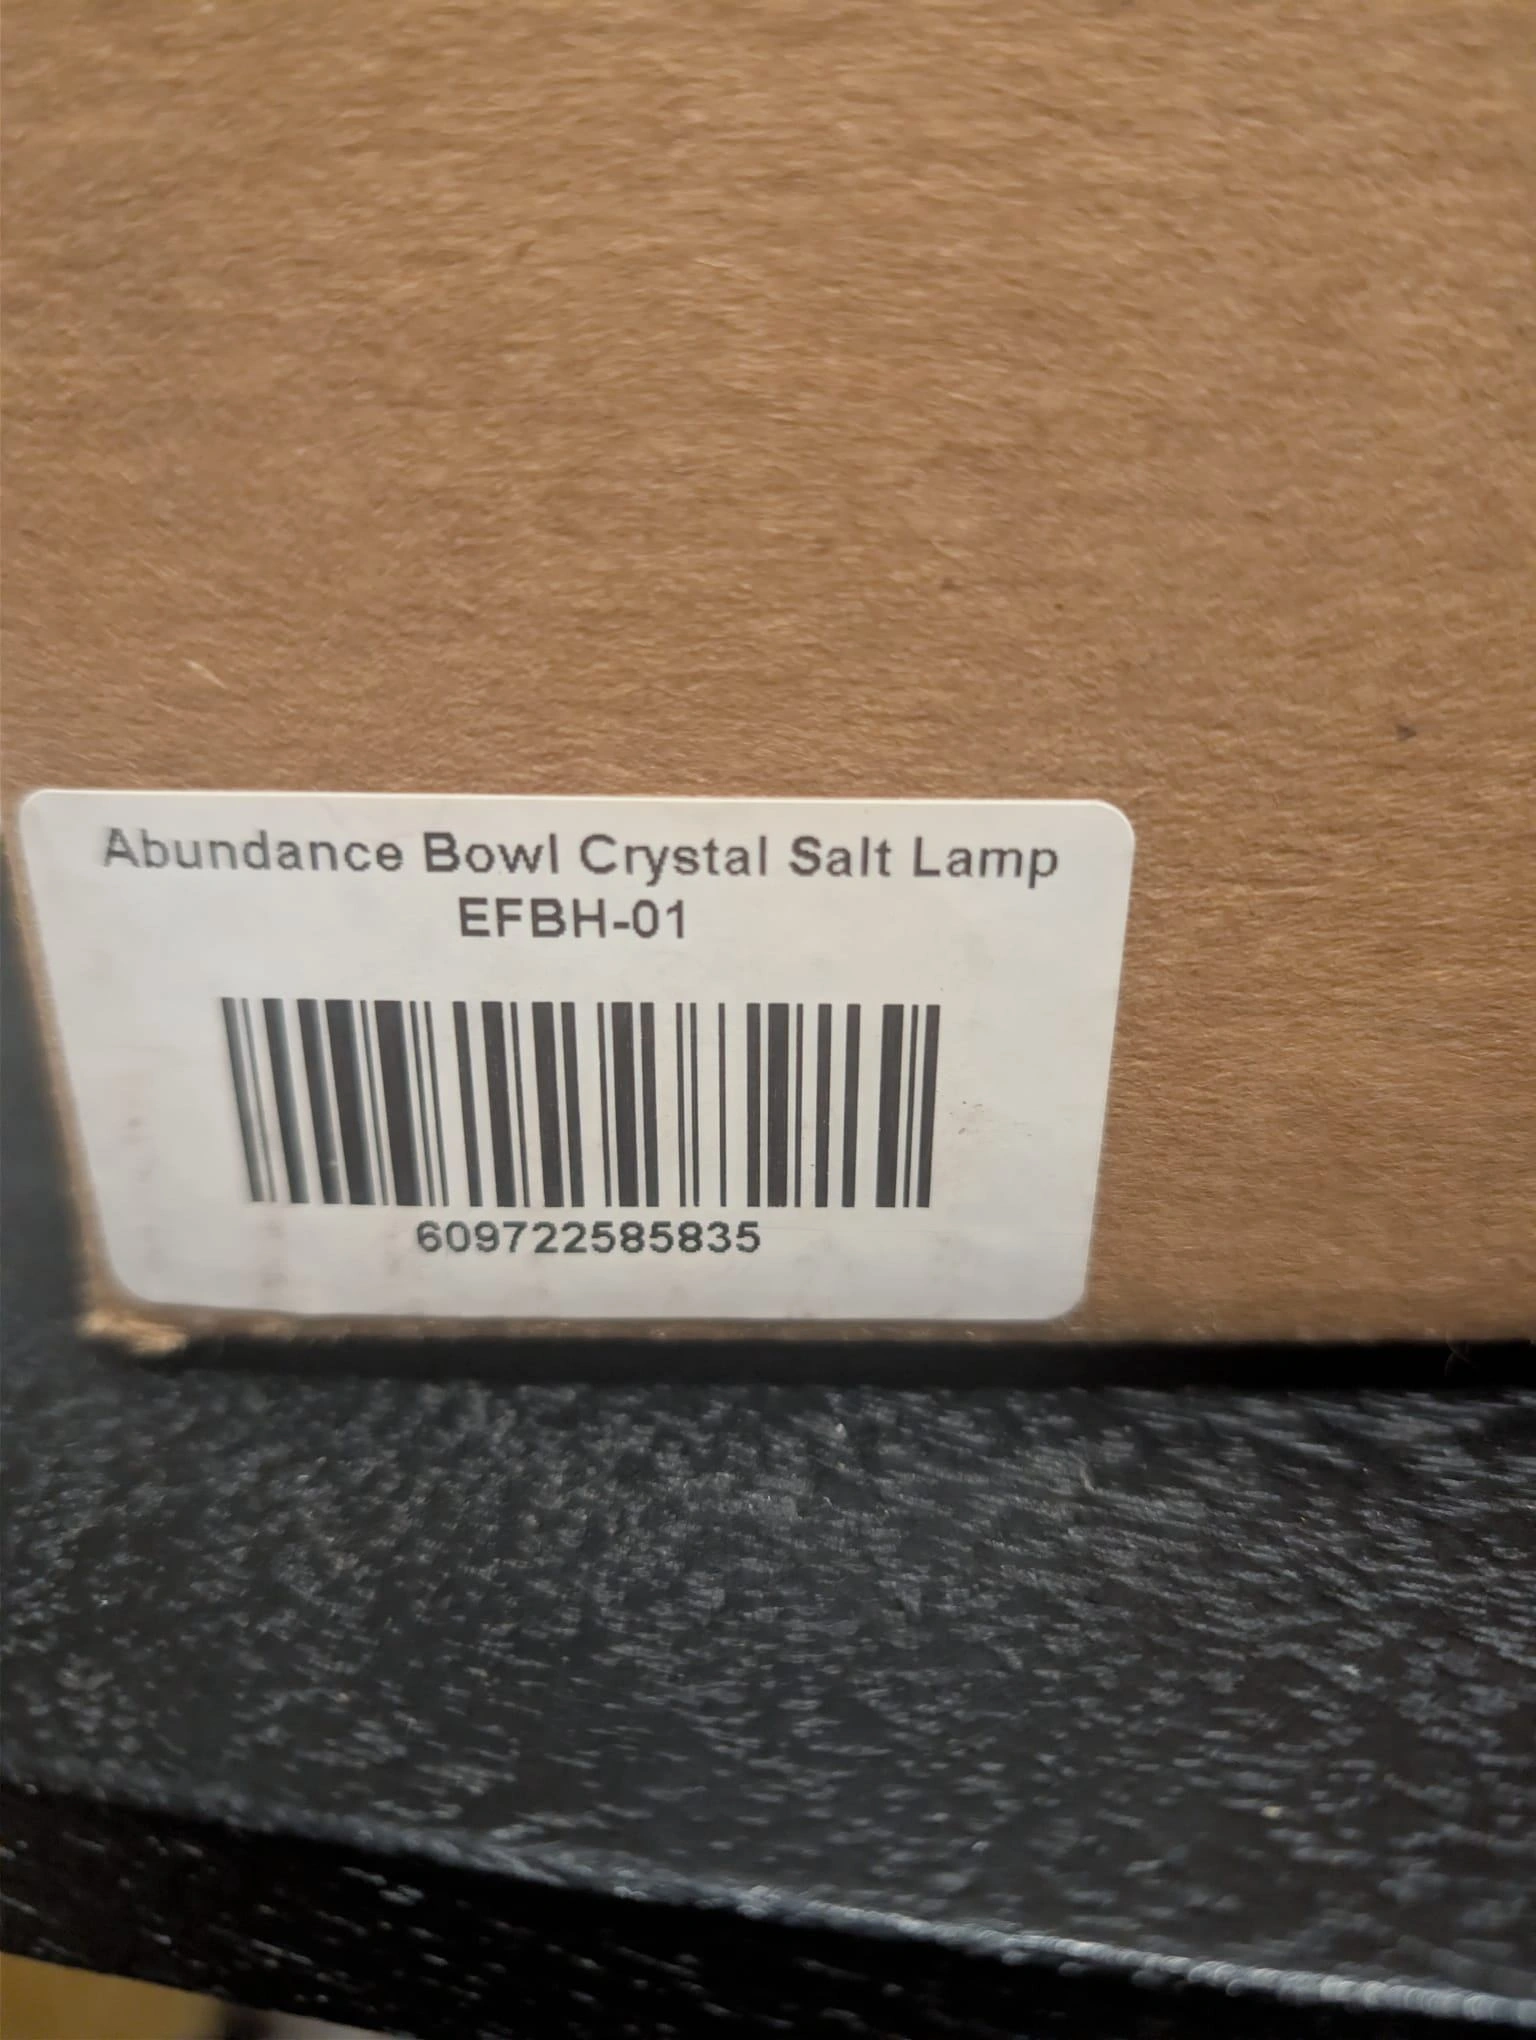 Abundance Bowl Crystal Salt Lamp
EFBH-01
609722585835